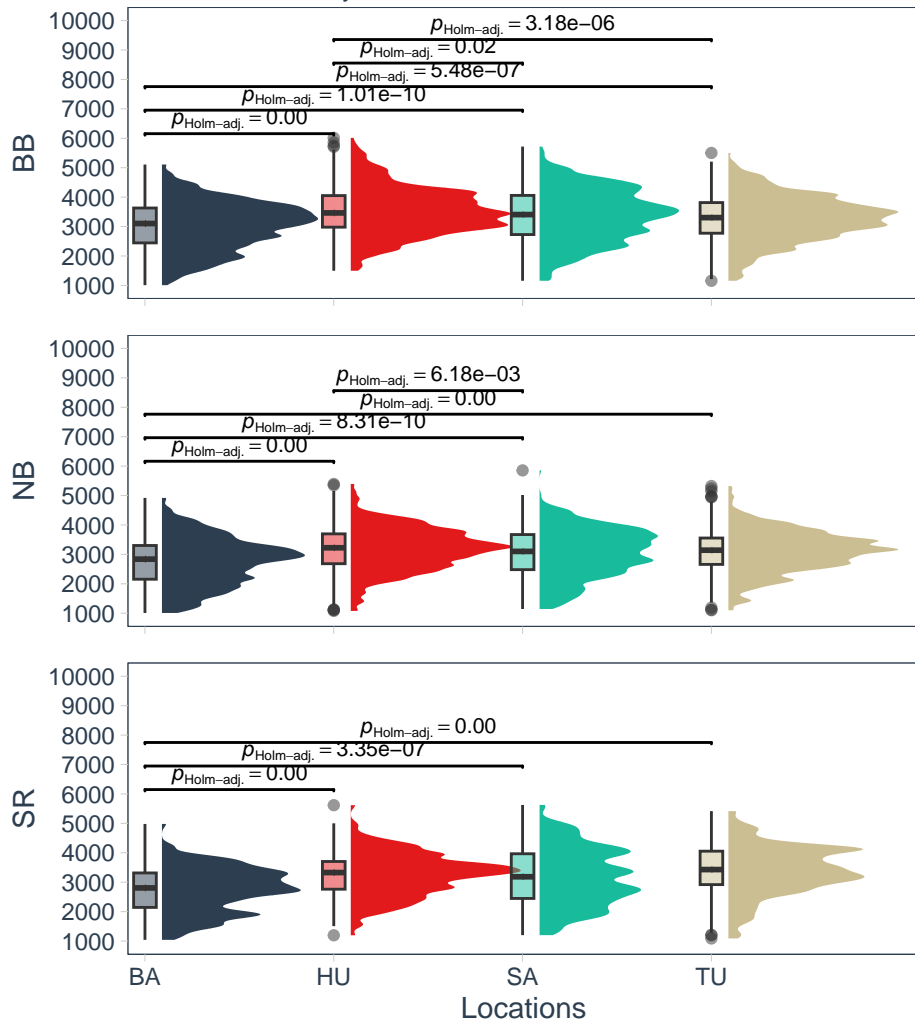 10000
9000
8000
7000
6000
5000
4000
3000
2000
1000
BB
pHolm−adj. = 3.18e−06
pHolm−adj. = 0.02
pHolm−adj. = 5.48e−07
pHolm−adj. = 1.01e−10
pHolm−adj. = 0.00
10000
9000
8000
7000
6000
5000
4000
3000
2000
1000
NB
pHolm−adj. = 6.18e−03
pHolm−adj. = 0.00
pHolm−adj. = 8.31e−10
pHolm−adj. = 0.00
10000
9000
8000
7000
6000
5000
4000
3000
2000
1000
SR
pHolm−adj. = 0.00
pHolm−adj. = 3.35e−07
pHolm−adj. = 0.00
BA HU SA TU
Locations